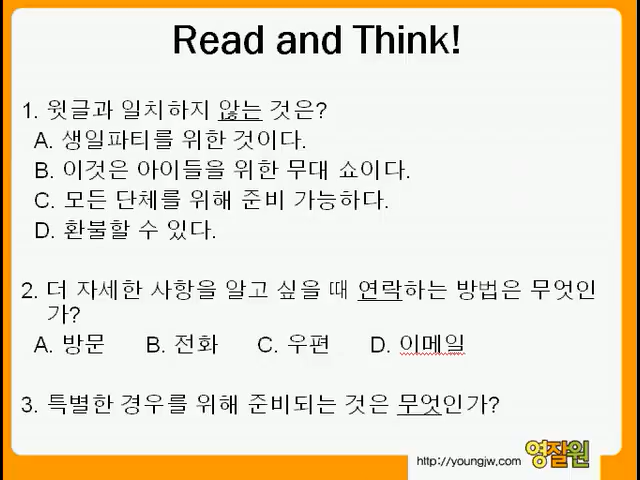 Read and Think!
1. 윗글과 일치하지 않는 것은?
A. 생일파티를 위한 것이다.
B. 이것은 아이들을 위한 무대 쇼이다.
C. 모든 단체를 위해 준비 가능하다.
D. 환불할 수 있다.
2. 더 자세한 사항을 알고 싶을 때 연락하는 방법은 무엇인
가?
A. 방문 B. 전화 C. 우편 D. 이메일
3. 특별한 경우를 위해 준비되는 것은 무엇인가?
http://youngjw.com 영잘원